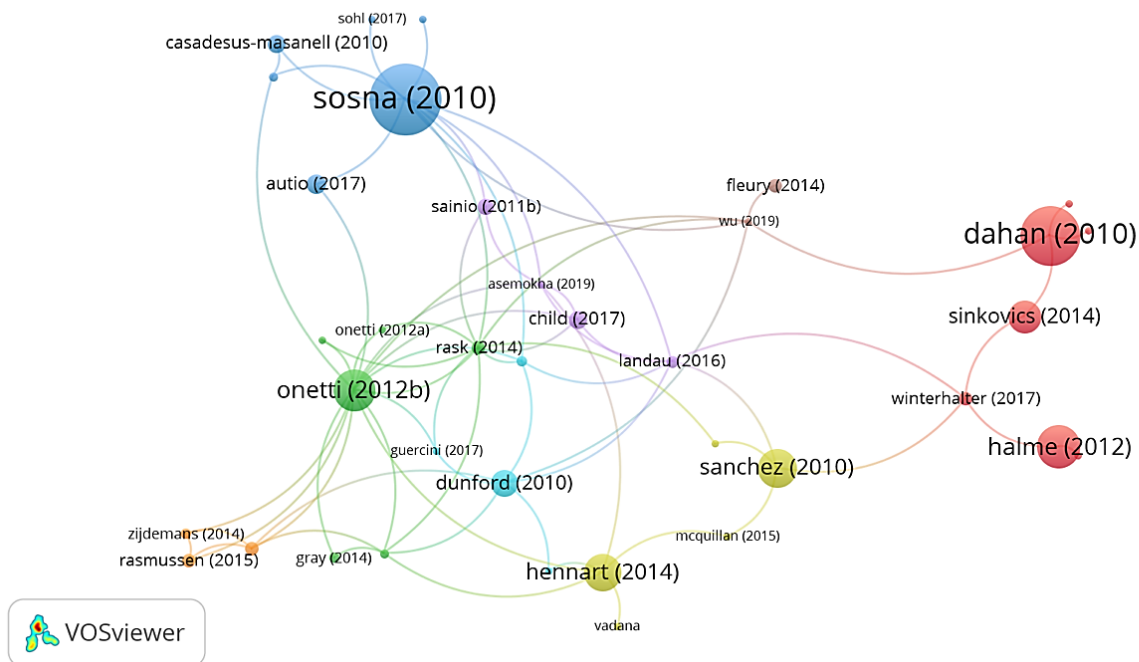 sohl (2017)
casadesus-masanell (2010)
sosna (2010)
autio (2017)
fleury (2014)
sainio (2011b)
wu (2019)
dahan (2010)
asemokha (2019)
child (2017)
sinkovics (2014)
onetti (2012a)
rask (2014)
landau (2016)
onetti (2012b)
winterhalter (2017)
guercini (2017)
halme (2012)
sanchez (2010)
dunford (2010)
zijdemans (2014)
mcquillan (2015)
rasmussen (2015)
gray (2014)
hennart (2014)
vadana
VOSviewer